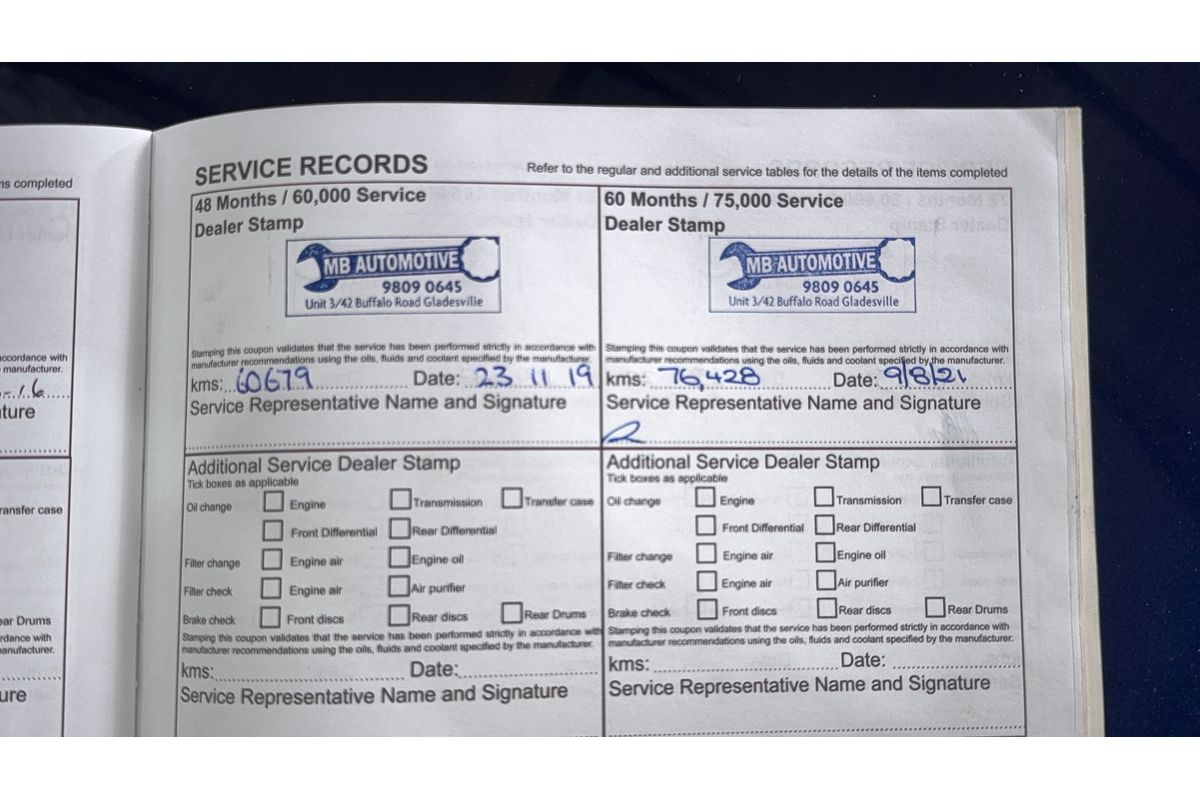 ns completed
accordance with
manufacturer.
-1.6
ture
ransfer case
ear Drums
rdance with
anufacturer.
ure
SERVICE RECORDS
Refer to the regular and additional service tables for the details of the items completed
48 Months / 60,000 Service
Dealer Stamp
MB AUTOMOTIVE
9809 0645
Unit 3/42 Buffalo Road Gladesville
Stamping this coupon validates that the service has been performed strictly in accordance with
manufacturer recommendations using the oils, fluids and coolant specified by the manufacturer.
kms: 60679 Date: 23 11 19
Service Representative Name and Signature
Additional Service Dealer Stamp
Tick boxes as applicable
Oil change Engine Transmission Transfer case
Front Differential Rear Differential
Filter change Engine air Engine oil
Filter check Engine air Air purifier
Brake check Front discs Rear discs Rear Drums
Stamping this coupon validates that the service has been performed strictly in accordance with
manufacturer recommendations using the oils, fluids and coolant specified by the manufacturer.
kms: Date:
Service Representative Name and Signature
60 Months / 75,000 Service
Dealer Stamp
MB AUTOMOTIVE
9809 0645
Unit 3/42 Buffalo Road Gladesville
Stamping this coupon validates that the service has been performed strictly in accordance with
manufacturer recommendations using the oils, fluids and coolant specified by the manufacturer.
kms: 76,428 Date: 9/8/21
Service Representative Name and Signature
Additional Service Dealer Stamp
Tick boxes as applicable
Oil change Engine Transmission Transfer case
Front Differential Rear Differential
Filter change Engine air Engine oil
Filter check Engine air Air purifier
Brake check Front discs Rear discs Rear Drums
Stamping this coupon validates that the service has been performed strictly in accordance with
manufacturer recommendations using the oils, fluids and coolant specified by the manufacturer.
kms: Date:
Service Representative Name and Signature